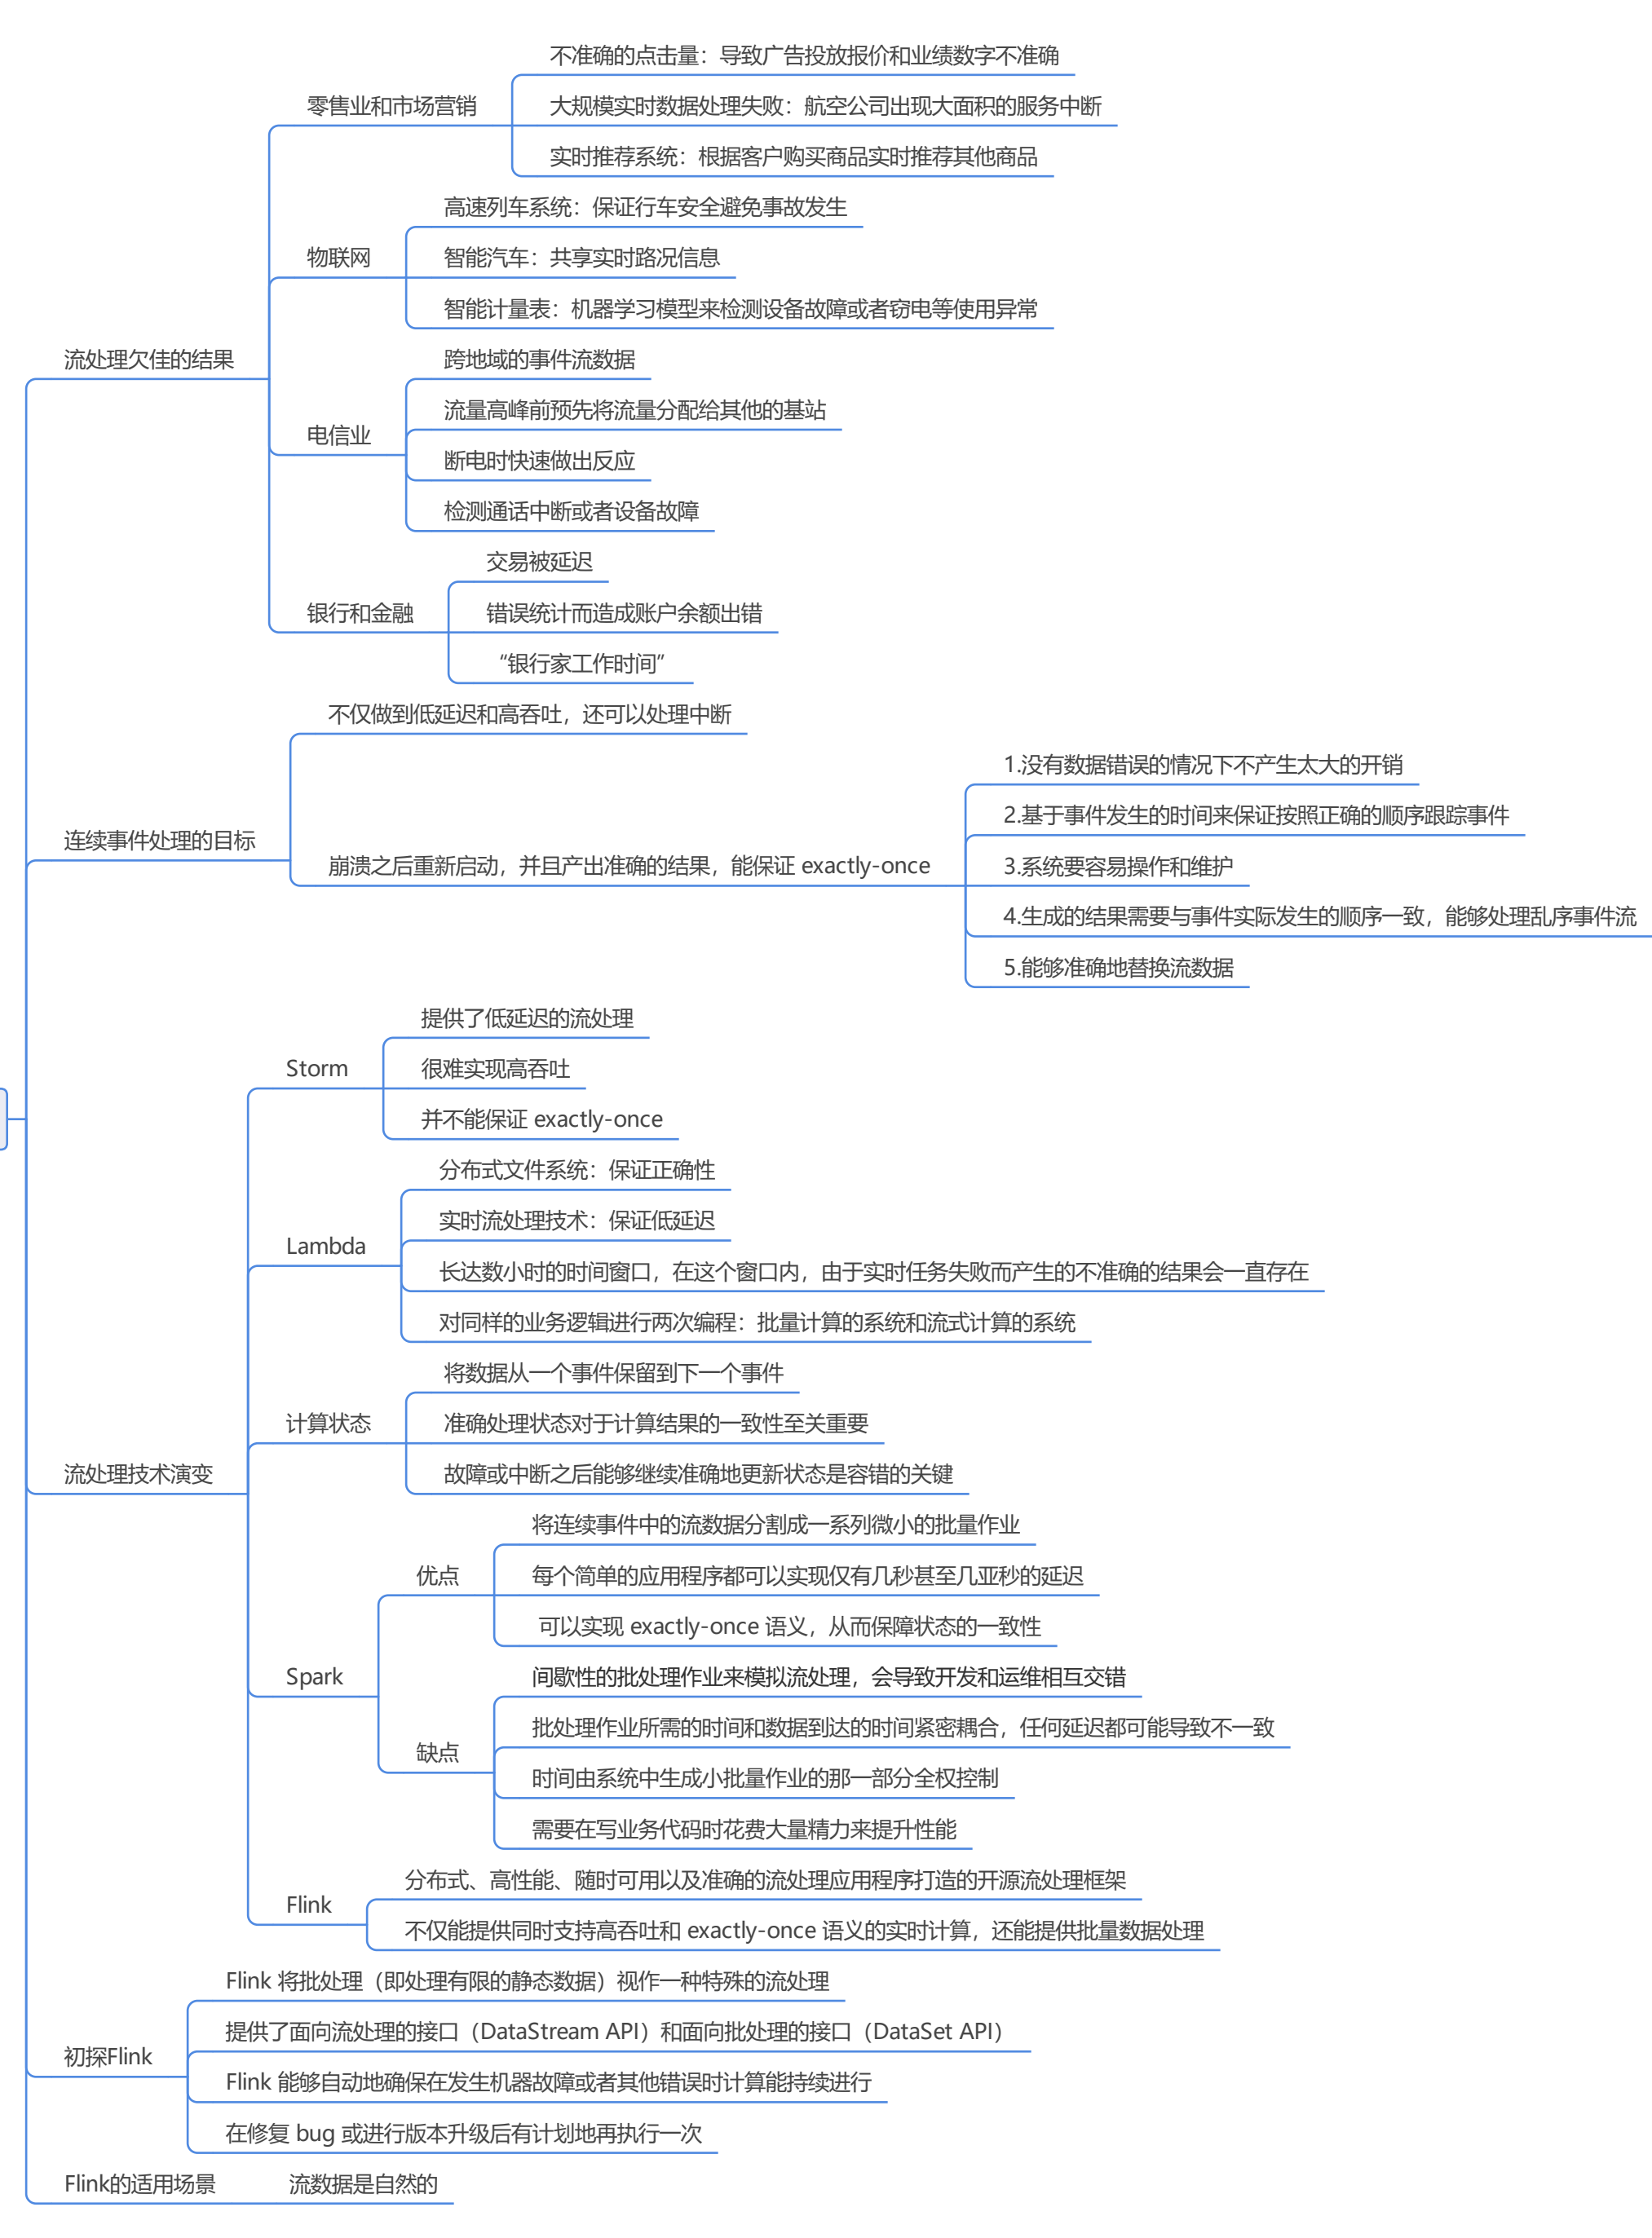 不准确的点击量：导致广告投放报价和业绩数字不准确
零售业和市场营销
大规模实时数据处理失败：航空公司出现大面积的服务中断
实时推荐系统：根据客户购买商品实时推荐其他商品
高速列车系统：保证行车安全避免事故发生
物联网
智能汽车：共享实时路况信息
智能计量表：机器学习模型来检测设备故障或者窃电等使用异常
流处理欠佳的结果
跨地域的事件流数据
流量高峰前预先将流量分配给其他的基站
电信业
断电时快速做出反应
检测通话中断或者设备故障
交易被延迟
银行和金融
错误统计而造成账户余额出错
“银行家工作时间”
不仅做到低延迟和高吞吐，还可以处理中断
连续事件处理的目标
崩溃之后重新启动，并且产出准确的结果，能保证 exactly-once
1.没有数据错误的情况下不产生太大的开销
2.基于事件发生的时间来保证按照正确的顺序跟踪事件
3.系统要容易操作和维护
4.生成的结果需要与事件实际发生的顺序一致，能够处理乱序事件流
5.能够准确地替换流数据
提供了低延迟的流处理
Storm
很难实现高吞吐
并不能保证 exactly-once
分布式文件系统：保证正确性
实时流处理技术：保证低延迟
Lambda
长达数小时的时间窗口，在这个窗口内，由于实时任务失败而产生的不准确的结果会一直存在
对同样的业务逻辑进行两次编程：批量计算的系统和流式计算的系统
将数据从一个事件保留到下一个事件
计算状态
准确处理状态对于计算结果的一致性至关重要
故障或中断之后能够继续准确地更新状态是容错的关键
流处理技术演变
将连续事件中的流数据分割成一系列微小的批量作业
优点
每个简单的应用程序都可以实现仅有几秒甚至几亚秒的延迟
可以实现 exactly-once 语义，从而保障状态的一致性
Spark
间歇性的批处理作业来模拟流处理，会导致开发和运维相互交错
批处理作业所需的时间和数据到达的时间紧密耦合，任何延迟都可能导致不一致
缺点
时间由系统中生成小批量作业的那一部分全权控制
需要在写业务代码时花费大量精力来提升性能
分布式、高性能、随时可用以及准确的流处理应用程序打造的开源流处理框架
Flink
不仅能提供同时支持高吞吐和 exactly-once 语义的实时计算，还能提供批量数据处理
Flink 将批处理（即处理有限的静态数据）视作一种特殊的流处理
提供了面向流处理的接口（DataStream API）和面向批处理的接口（DataSet API）
初探Flink
Flink 能够自动地确保在发生机器故障或者其他错误时计算能持续进行
在修复 bug 或进行版本升级后有计划地再执行一次
Flink的适用场景
流数据是自然的